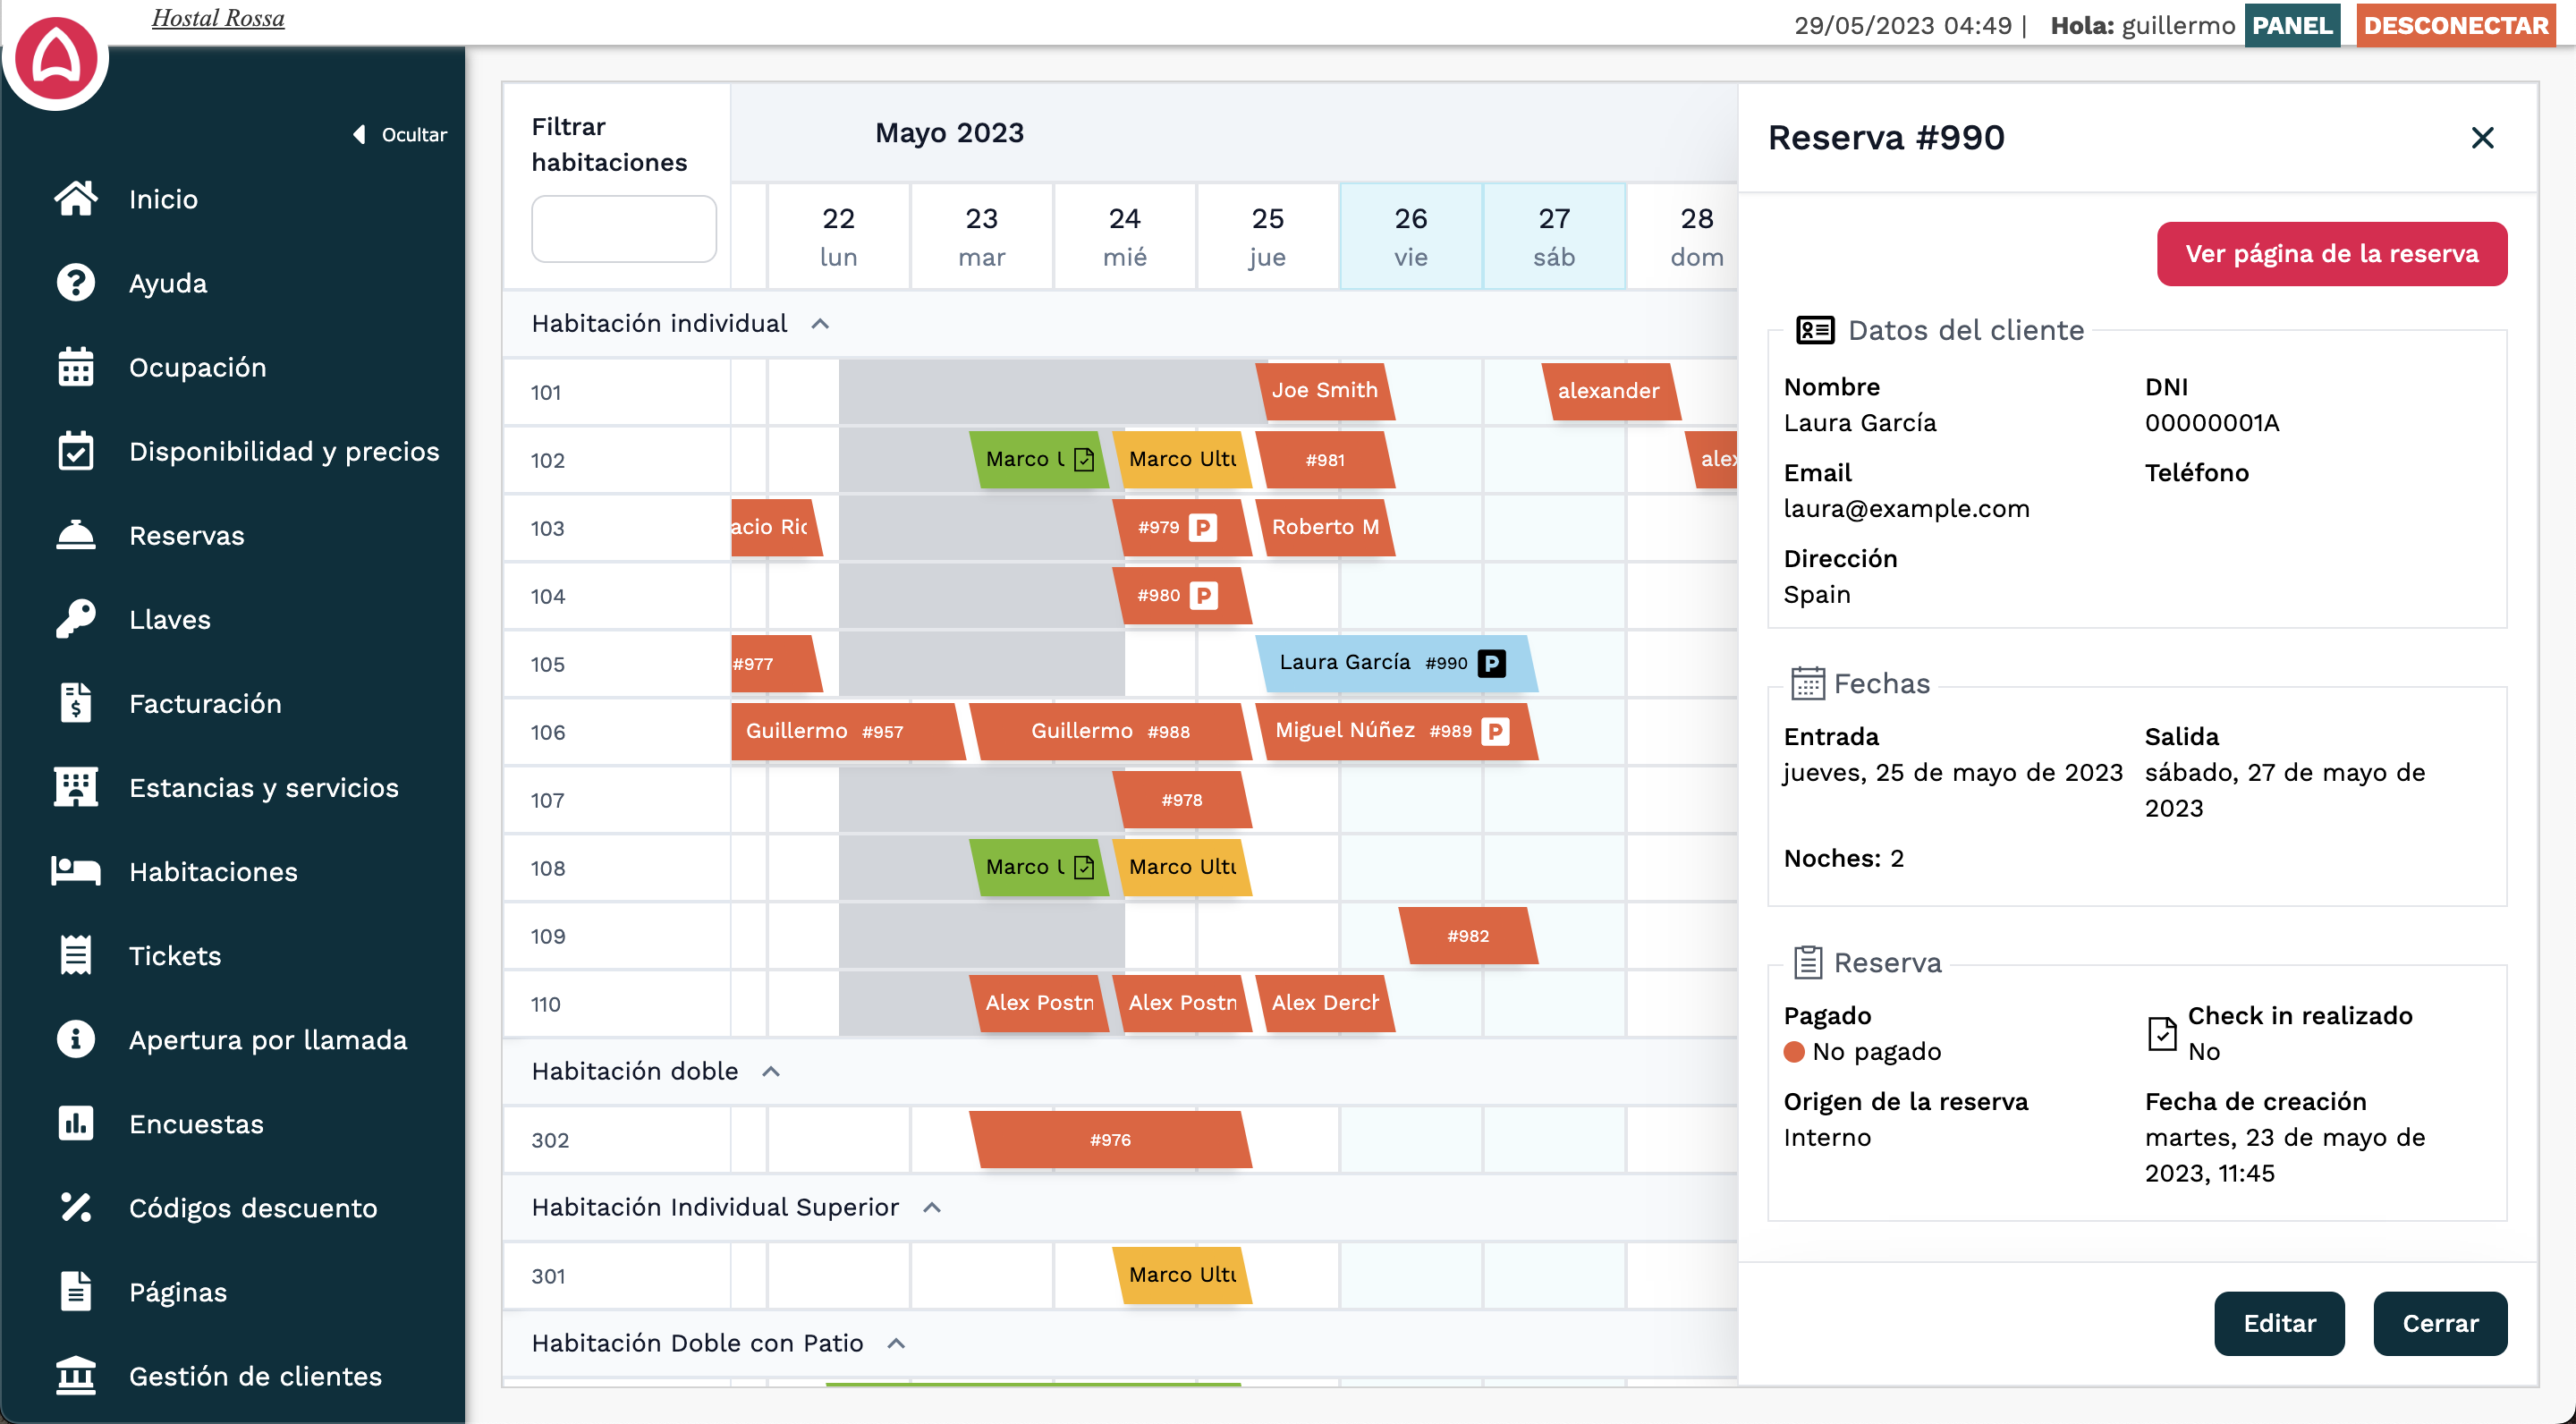 Hostal Rossa
29/05/2023 04:49 | Hola: guillermo PANEL DESCONECTAR
Ocultar
Inicio
Ayuda
Ocupación
Disponibilidad y precios
Reservas
Llaves
Facturación
Estancias y servicios
Habitaciones
Tickets
Apertura por llamada
Encuestas
Códigos descuento
Páginas
Gestión de clientes
Filtrar
habitaciones
Mayo 2023
22 23 24 25 26 27 28
lun mar mié jue vie sáb dom
Habitación individual
101 Joe Smith alexander
102 Marco U Marco Ultu #981 alex
103 acio Ric #979 P Roberto M
104 #980 P
105 #977 Laura García #990 P
106 Guillermo #957 Guillermo #988 Miguel Núñez #989 P
107 #978
108 Marco U Marco Ultu
109 #982
110 Alex Postn Alex Postn Alex Derch
Habitación doble
302 #976
Habitación Individual Superior
301 Marco Ultu
Habitación Doble con Patio
Reserva #990
Ver página de la reserva
Datos del cliente
Nombre DNI
Laura García 00000001A
Email Teléfono
laura@example.com
Dirección
Spain
Fechas
Entrada Salida
jueves, 25 de mayo de 2023 sábado, 27 de mayo de
2023
Noches: 2
Reserva
Pagado Check in realizado
No pagado No
Origen de la reserva Fecha de creación
Interno martes, 23 de mayo de
2023, 11:45
Editar Cerrar